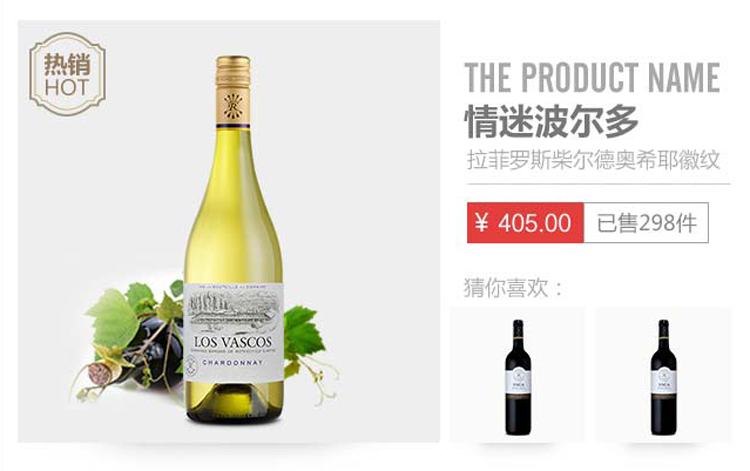 热销
HOT
THE PRODUCT NAME
情迷波尔多
拉菲罗斯柴尔德奥希耶徽纹
¥ 405.00
已售298件
猜你喜欢：
LOS VASCOS
CHARDONNAY